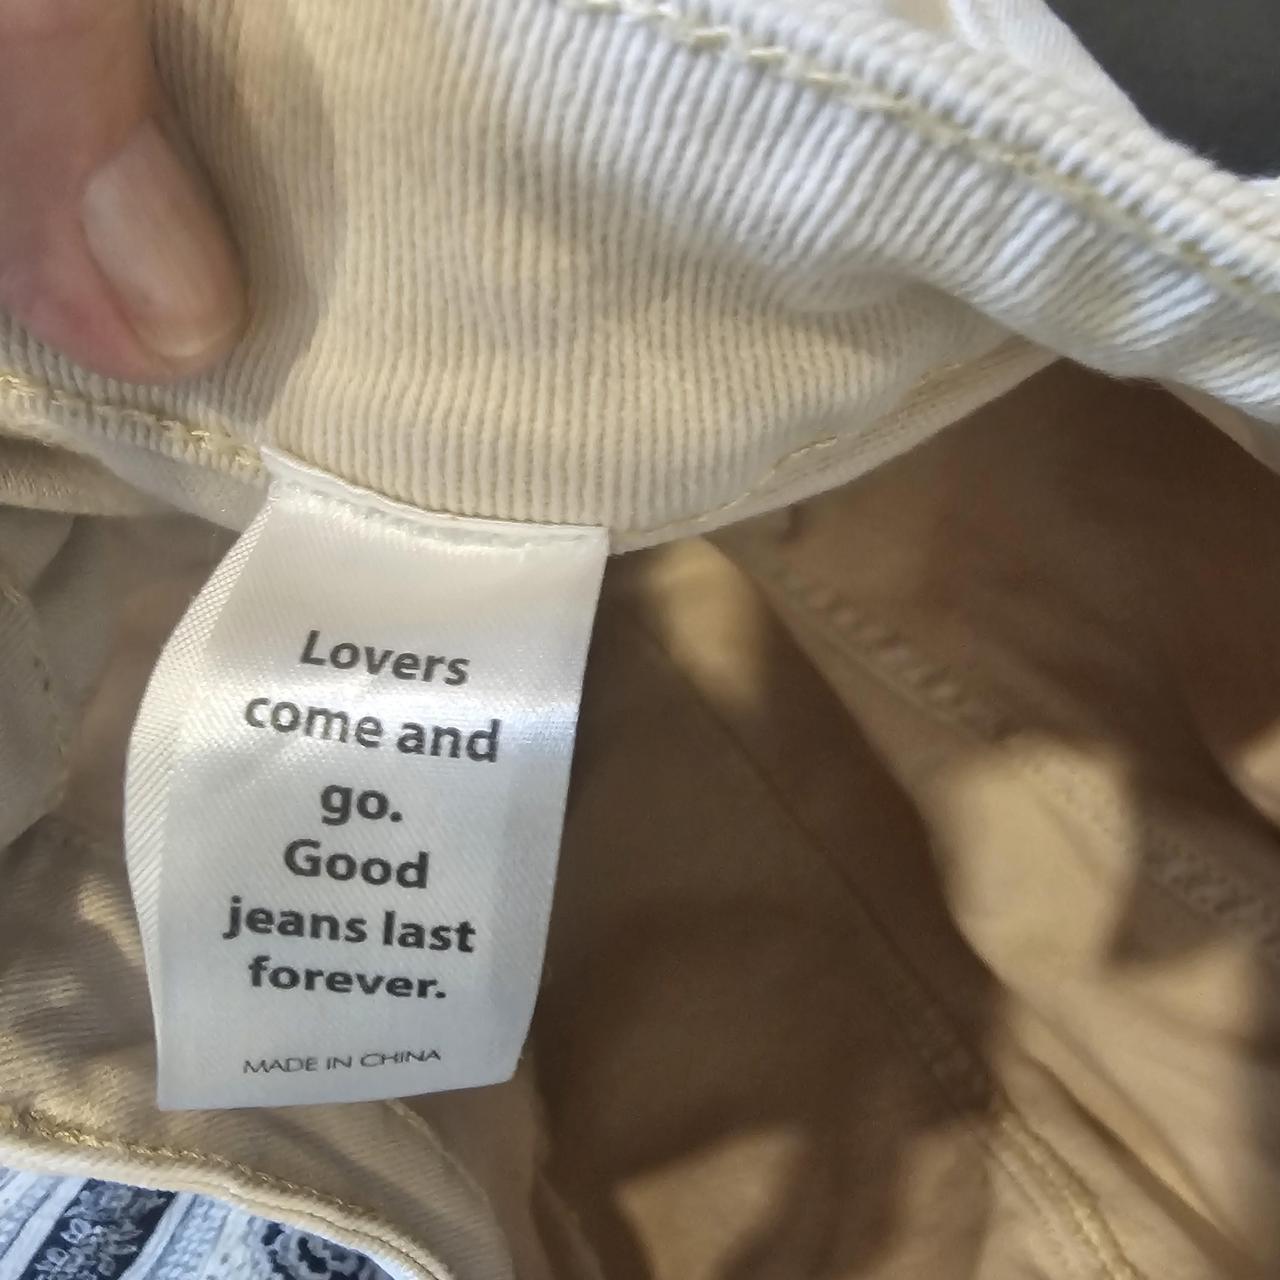 Lovers
come and
go.
Good
jeans last
forever.
MADE IN CHINA